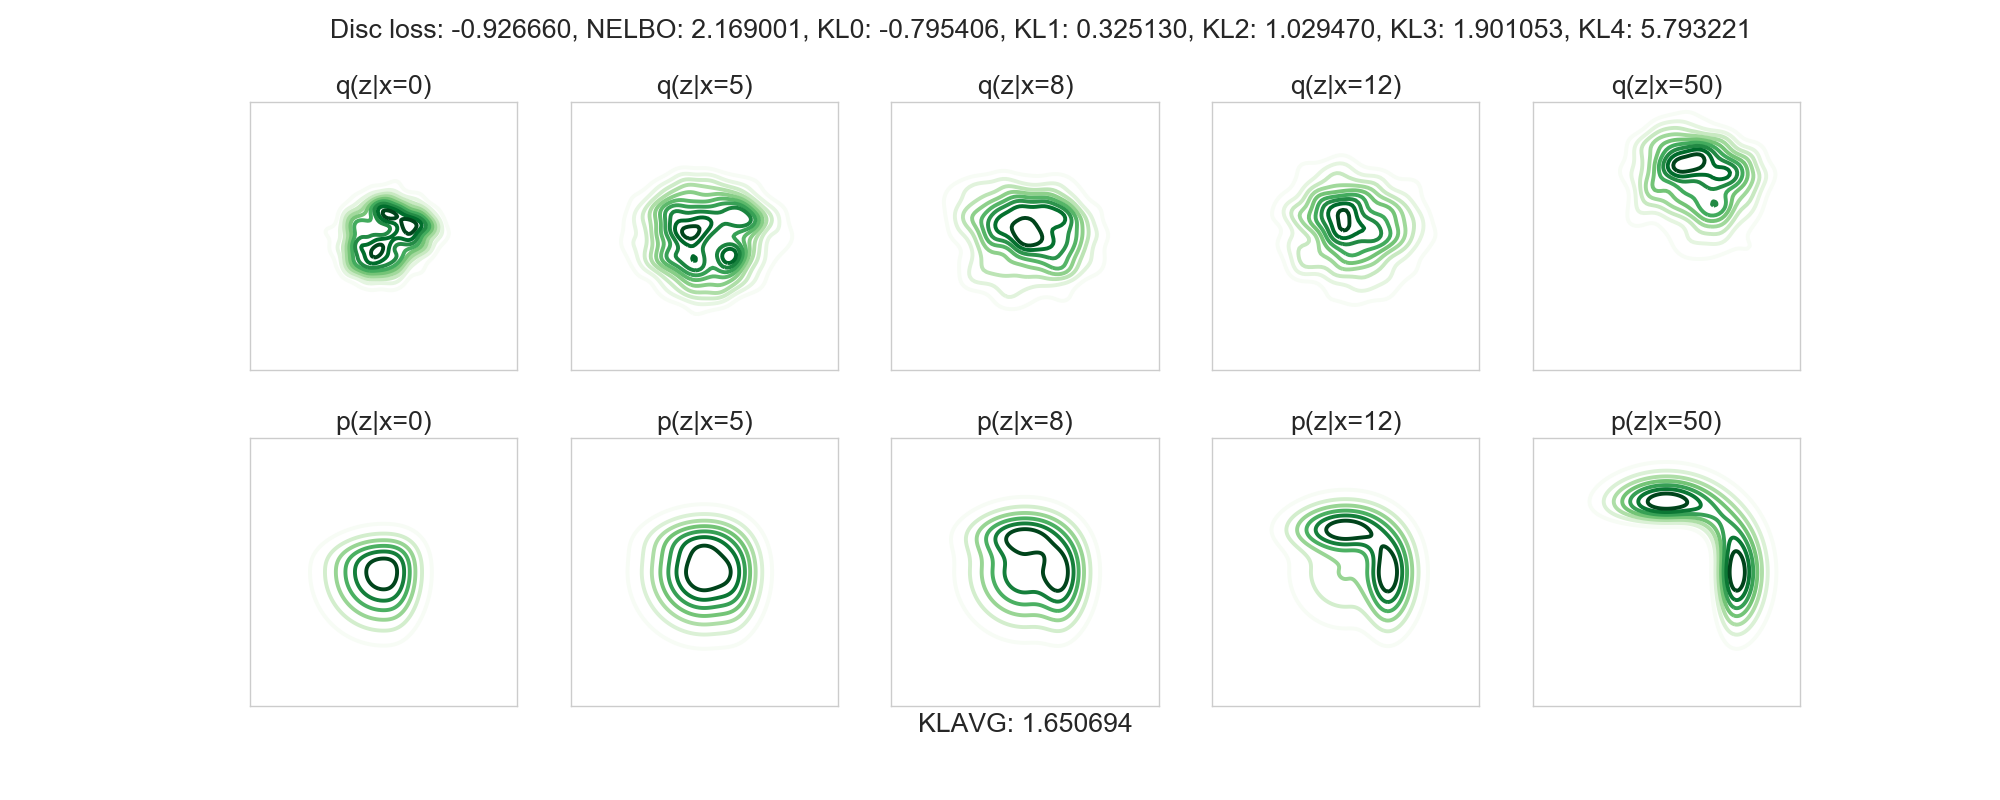 Disc loss: -0.926660, NELBO: 2.169001, KL0: -0.795406, KL1: 0.325130, KL2: 1.029470, KL3: 1.901053, KL4: 5.793221
q(z|x=0) q(z|x=5) q(z|x=8) q(z|x=12) q(z|x=50)
p(z|x=0) p(z|x=5) p(z|x=8) p(z|x=12) p(z|x=50)
KLAVG: 1.650694